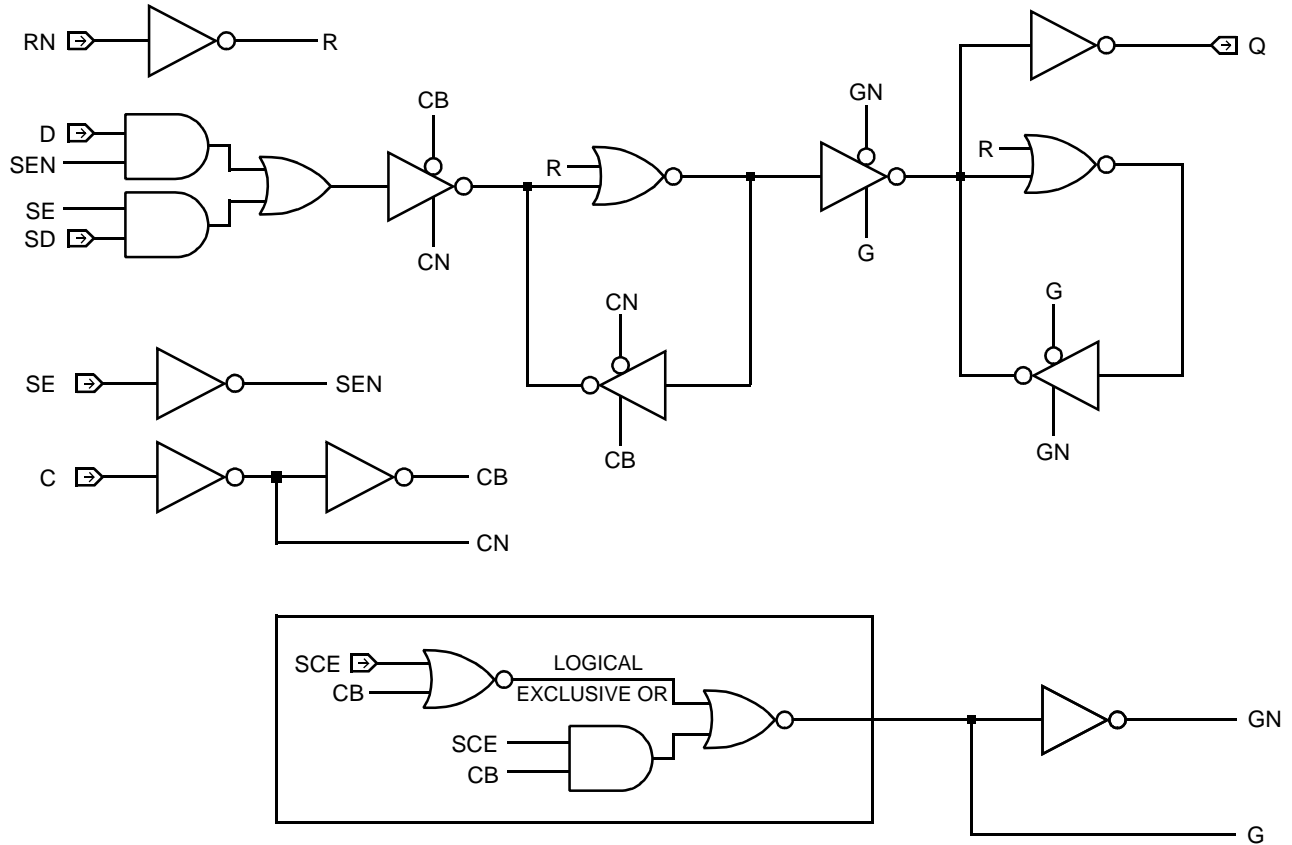 RN
R
Q
D
SEN
SE
SD
CB
CN
R
CN
CB
GN
G
R
G
GN
SE
SEN
C
CB
CN
SCE
CB
LOGICAL
EXCLUSIVE OR
SCE
CB
GN
G